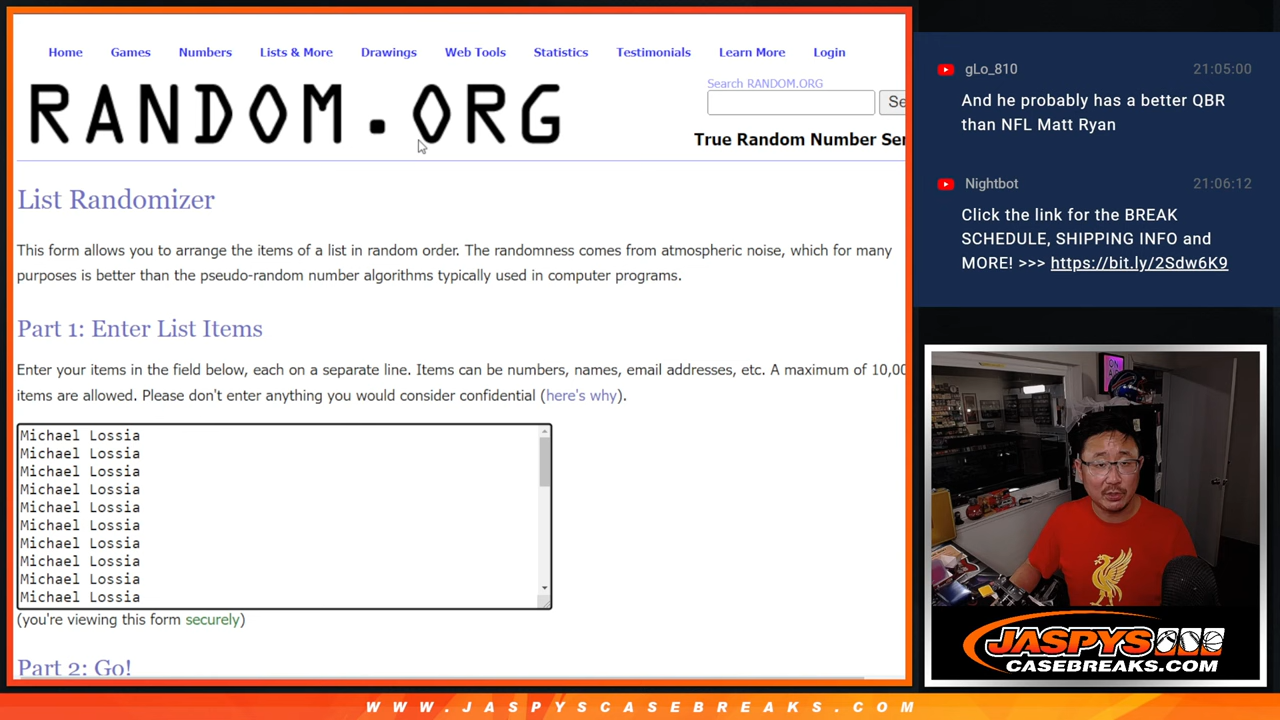 Home Games Numbers Lists & More Drawings Web Tools Statistics Testimonials Learn More Login
RANDOM.ORG
Search RANDOM.ORG
Se
True Random Number Ser
List Randomizer
This form allows you to arrange the items of a list in random order. The randomness comes from atmospheric noise, which for many
purposes is better than the pseudo-random number algorithms typically used in computer programs.
Part 1: Enter List Items
Enter your items in the field below, each on a separate line. Items can be numbers, names, email addresses, etc. A maximum of 10,00
items are allowed. Please don't enter anything you would consider confidential (here's why).
Michael Lossia
Michael Lossia
Michael Lossia
Michael Lossia
Michael Lossia
Michael Lossia
Michael Lossia
Michael Lossia
Michael Lossia
Michael Lossia
(you're viewing this form securely)
Part 2: Go!
gLo_810 21:05:00
And he probably has a better QBR
than NFL Matt Ryan
Nightbot 21:06:12
Click the link for the BREAK
SCHEDULE, SHIPPING INFO and
MORE! >>> https://bit.ly/2Sdw6K9
JASPYS
CASEBREAKS.COM
WWW.JASPYSCASEBREAKS.COM